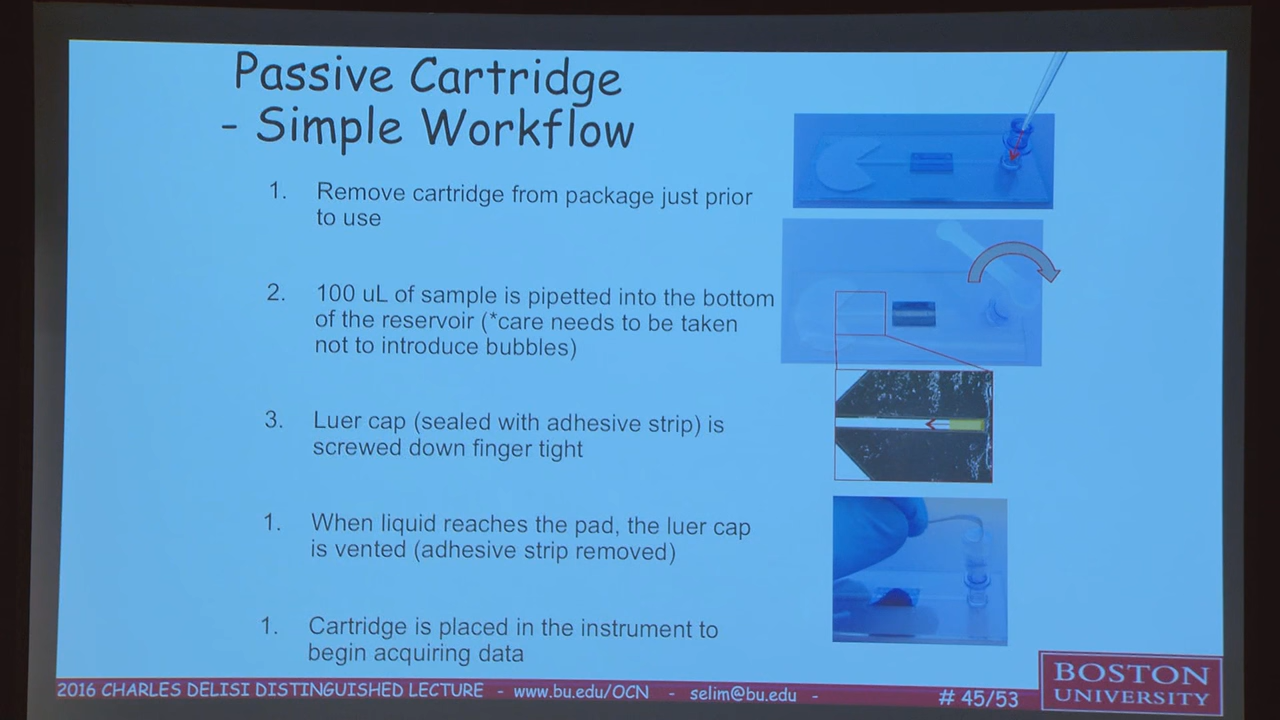 Passive Cartridge
- Simple Workflow
1. Remove cartridge from package just prior
to use
2. 100 uL of sample is pipetted into the bottom
of the reservoir (*care needs to be taken
not to introduce bubbles)
3. Luer cap (sealed with adhesive strip) is
screwed down finger tight
1. When liquid reaches the pad, the luer cap
is vented (adhesive strip removed)
1. Cartridge is placed in the instrument to
begin acquiring data
2016 CHARLES DELISI DISTINGUISHED LECTURE - www.bu.edu/OCN - selim@bu.edu -
# 45/53
BOSTON
UNIVERSITY